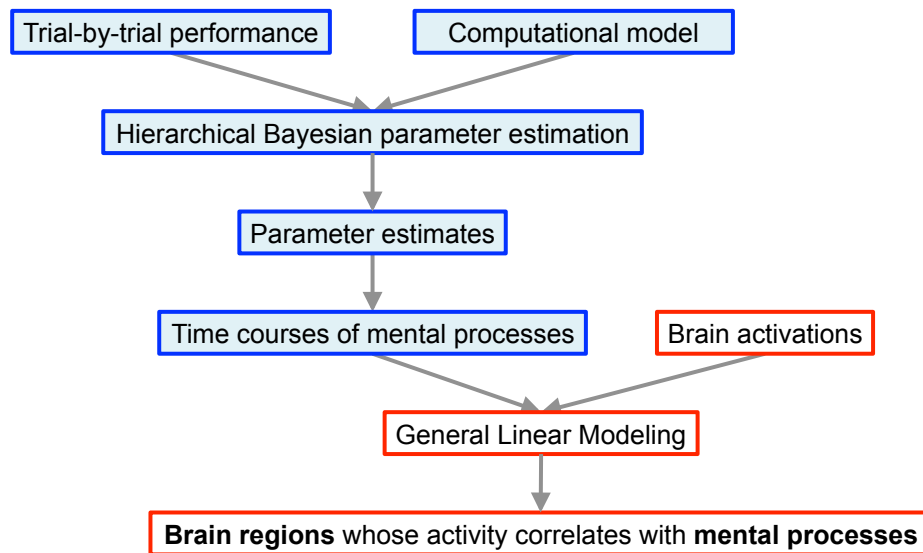 Trial-by-trial performance
Computational model
Hierarchical Bayesian parameter estimation
Parameter estimates
Time courses of mental processes
Brain activations
General Linear Modeling
Brain regions whose activity correlates with mental processes